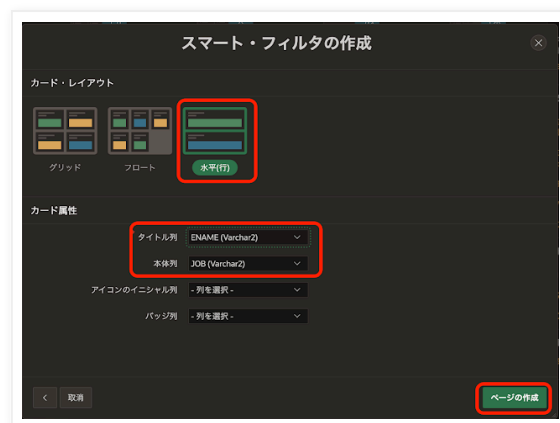 スマート・フィルタの作成
カード・レイアウト
グリッド
フロート
水平(行)
カード属性
タイトル列 ENAME (Varchar2)
本体列 JOB (Varchar2)
アイコンのイニシャル列 - 列を選択 -
バッジ列 - 列を選択 -
取消
ページの作成